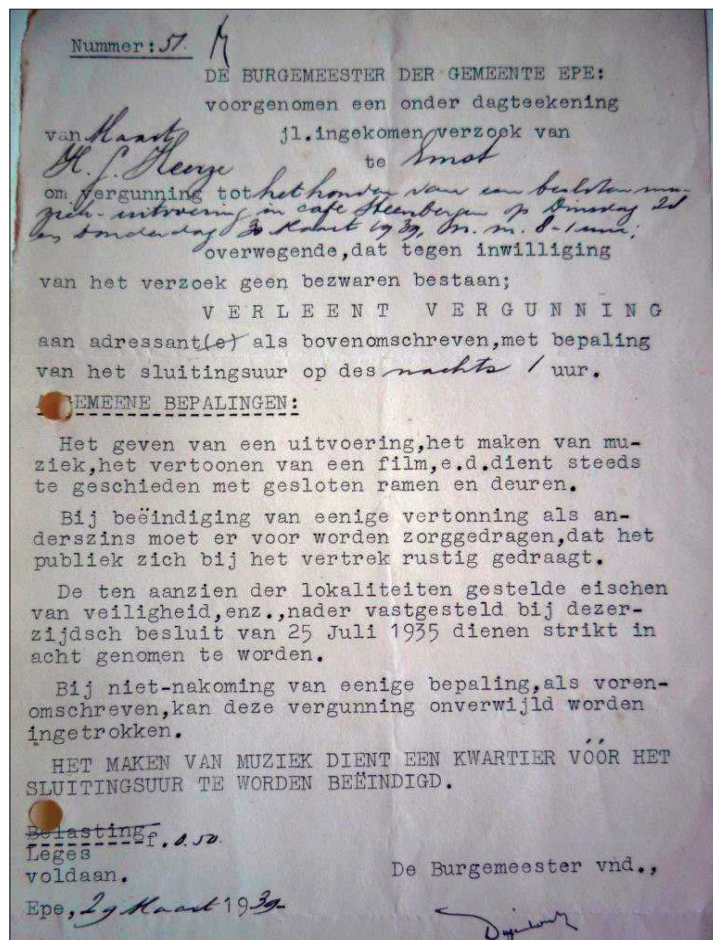 Nummer: 51.
DE BURGEMEESTER DER GEMEENTE EPE:
voorgenomen een onder dagteekening
van Maart jl.ingekomen verzoek van
H. J. te Emst
om vergunning tot het houden van een besloten mu-
ziek-uitvoering in café Steenbergen op Dinsdag 28
en Donderdag 30 Maart 1939, n.m. 8-1 uur;
overwegende,dat tegen inwilliging
van het verzoek geen bezwaren bestaan;
VERLEENT VERGUNNING
aan adressant(e) als bovenomschreven,met bepaling
van het sluitingsuur op des nachts 1 uur.
GEMEENE BEPALINGEN:
Het geven van een uitvoering,het maken van mu-
ziek,het vertoonen van een film,e.d.dient steeds
te geschieden met gesloten ramen en deuren.
Bij beëindiging van eenige vertonning als an-
derszins moet er voor worden zorggedragen,dat het
publiek zich bij het vertrek rustig gedraagt.
De ten aanzien der lokaliteiten gestelde eischen
van veiligheid,enz.,nader vastgesteld bij dezer-
zijdsch besluit van 25 Juli 1935 dienen strikt in
acht genomen te worden.
Bij niet-nakoming van eenige bepaling,als voren-
omschreven,kan deze vergunning onverwijld worden
ingetrokken.
HET MAKEN VAN MUZIEK DIENT EEN KWARTIER VÓÓR HET
SLUITINGSUUR TE WORDEN BEËINDIGD.
Belasting f. 0.50.
Leges
voldaan.
De Burgemeester vnd.,
Epe, 29 Maart 1939.